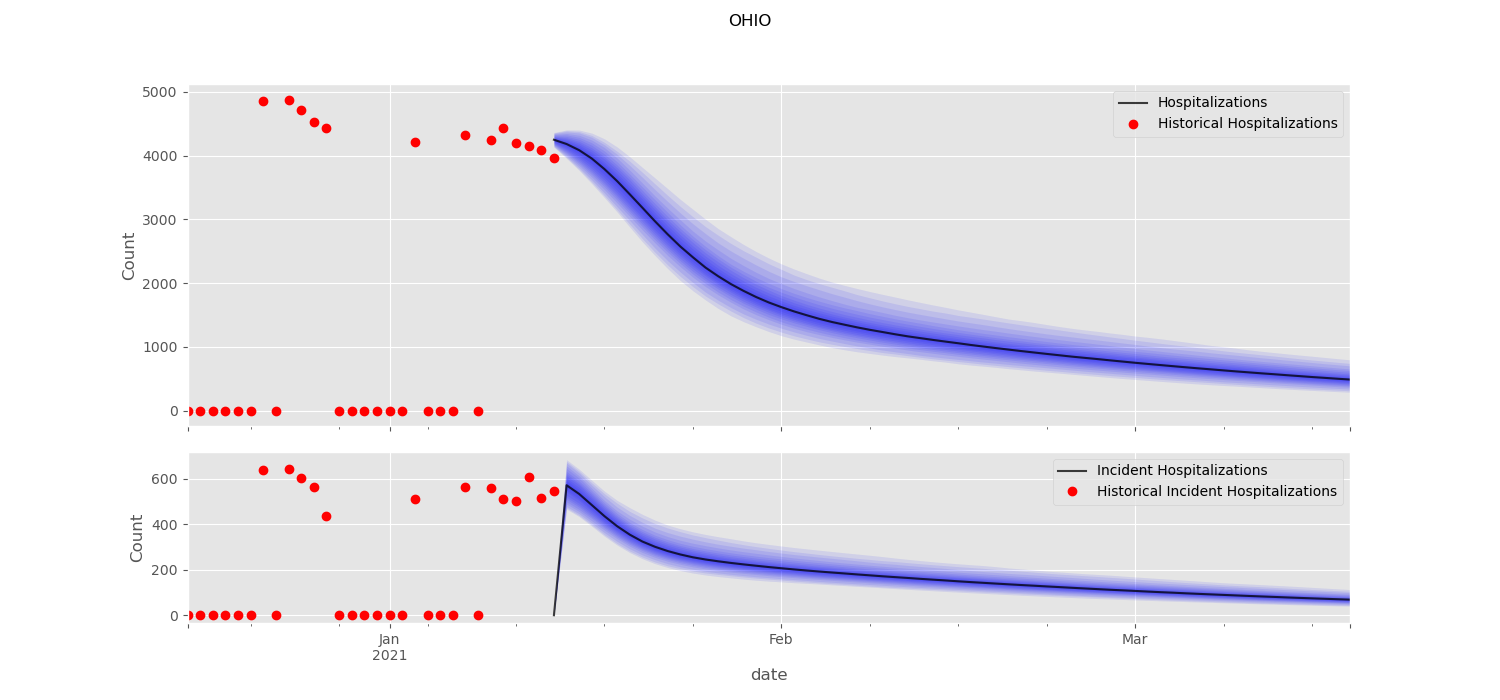 OHIO
5000
4000
3000
2000
1000
0
Count
Hospitalizations
Historical Hospitalizations
600
400
200
0
Count
Incident Hospitalizations
Historical Incident Hospitalizations
Jan
2021
Feb
Mar
date